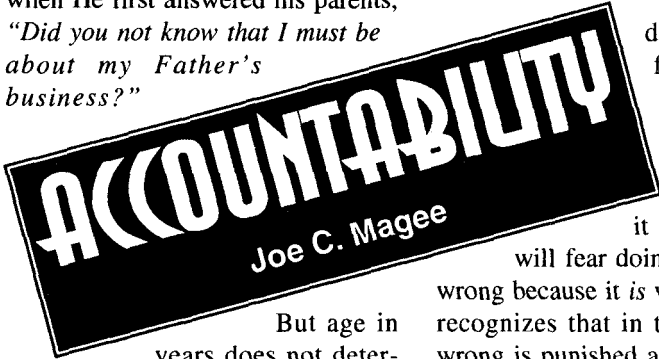 when He first answered his parents,
"Did you not know that I must be
about my Father's
business?"
ACCOUNTABILITY
Joe C. Magee
But age in
years does not deter-
it
will fear doin
wrong because it is
recognizes that in t
wrong is punished a